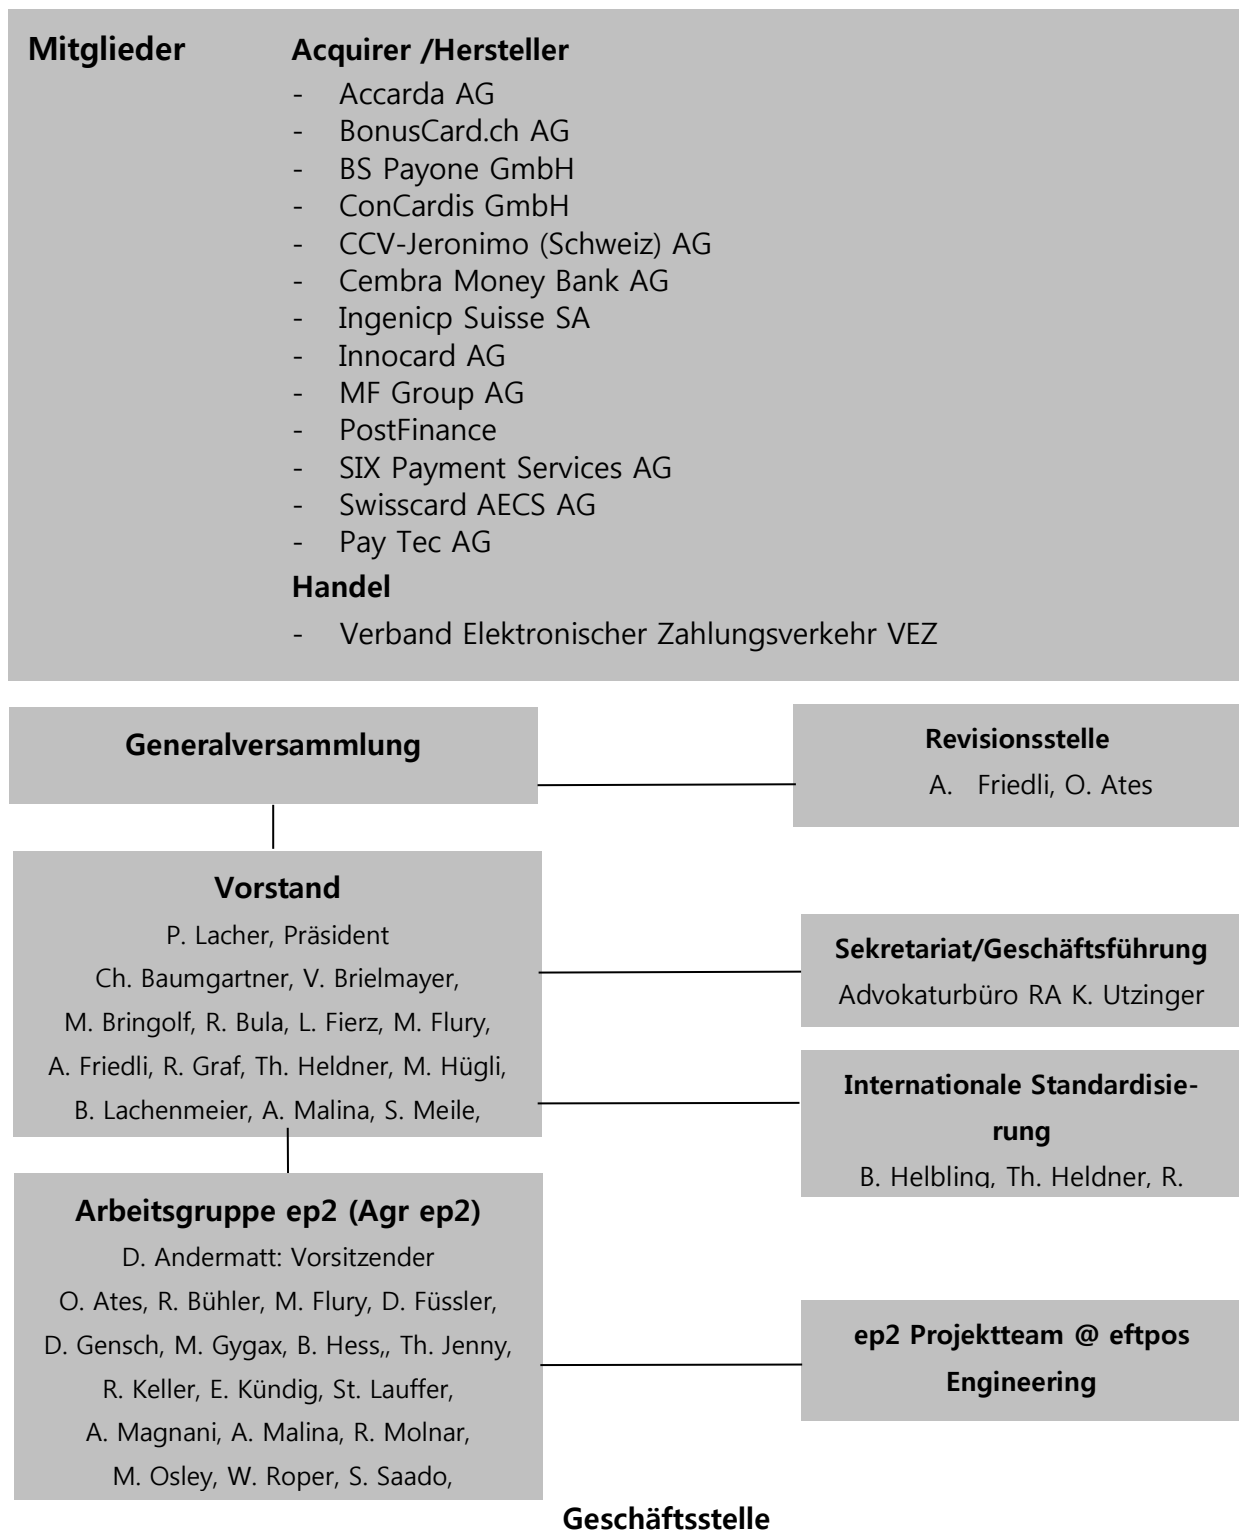 Mitglieder
Acquirer /Hersteller
- Accarda AG
- BonusCard.ch AG
- BS Payone GmbH
- ConCardis GmbH
- CCV-Jeronimo (Schweiz) AG
- Cembra Money Bank AG
- Ingenicp Suisse SA
- Innocard AG
- MF Group AG
- PostFinance
- SIX Payment Services AG
- Swisscard AECS AG
- Pay Tec AG
Handel
- Verband Elektronischer Zahlungsverkehr VEZ
Generalversammlung
Revisionsstelle
A. Friedli, O. Ates
Vorstand
P. Lacher, Präsident
Ch. Baumgartner, V. Brielmayer,
M. Bringolf, R. Bula, L. Fierz, M. Flury,
A. Friedli, R. Graf, Th. Heldner, M. Hügli,
B. Lachenmeier, A. Malina, S. Meile,
Sekretariat/Geschäftsführung
Advokaturbüro RA K. Utzinger
Internationale Standardisie-
rung
B. Helbling, Th. Heldner, R.
Arbeitsgruppe ep2 (Agr ep2)
D. Andermatt: Vorsitzender
O. Ates, R. Bühler, M. Flury, D. Füssler,
D. Gensch, M. Gygax, B. Hess,, Th. Jenny,
R. Keller, E. Kündig, St. Lauffer,
A. Magnani, A. Malina, R. Molnar,
M. Osley, W. Roper, S. Saado,
ep2 Projektteam @ eftpos
Engineering
Geschäftsstelle